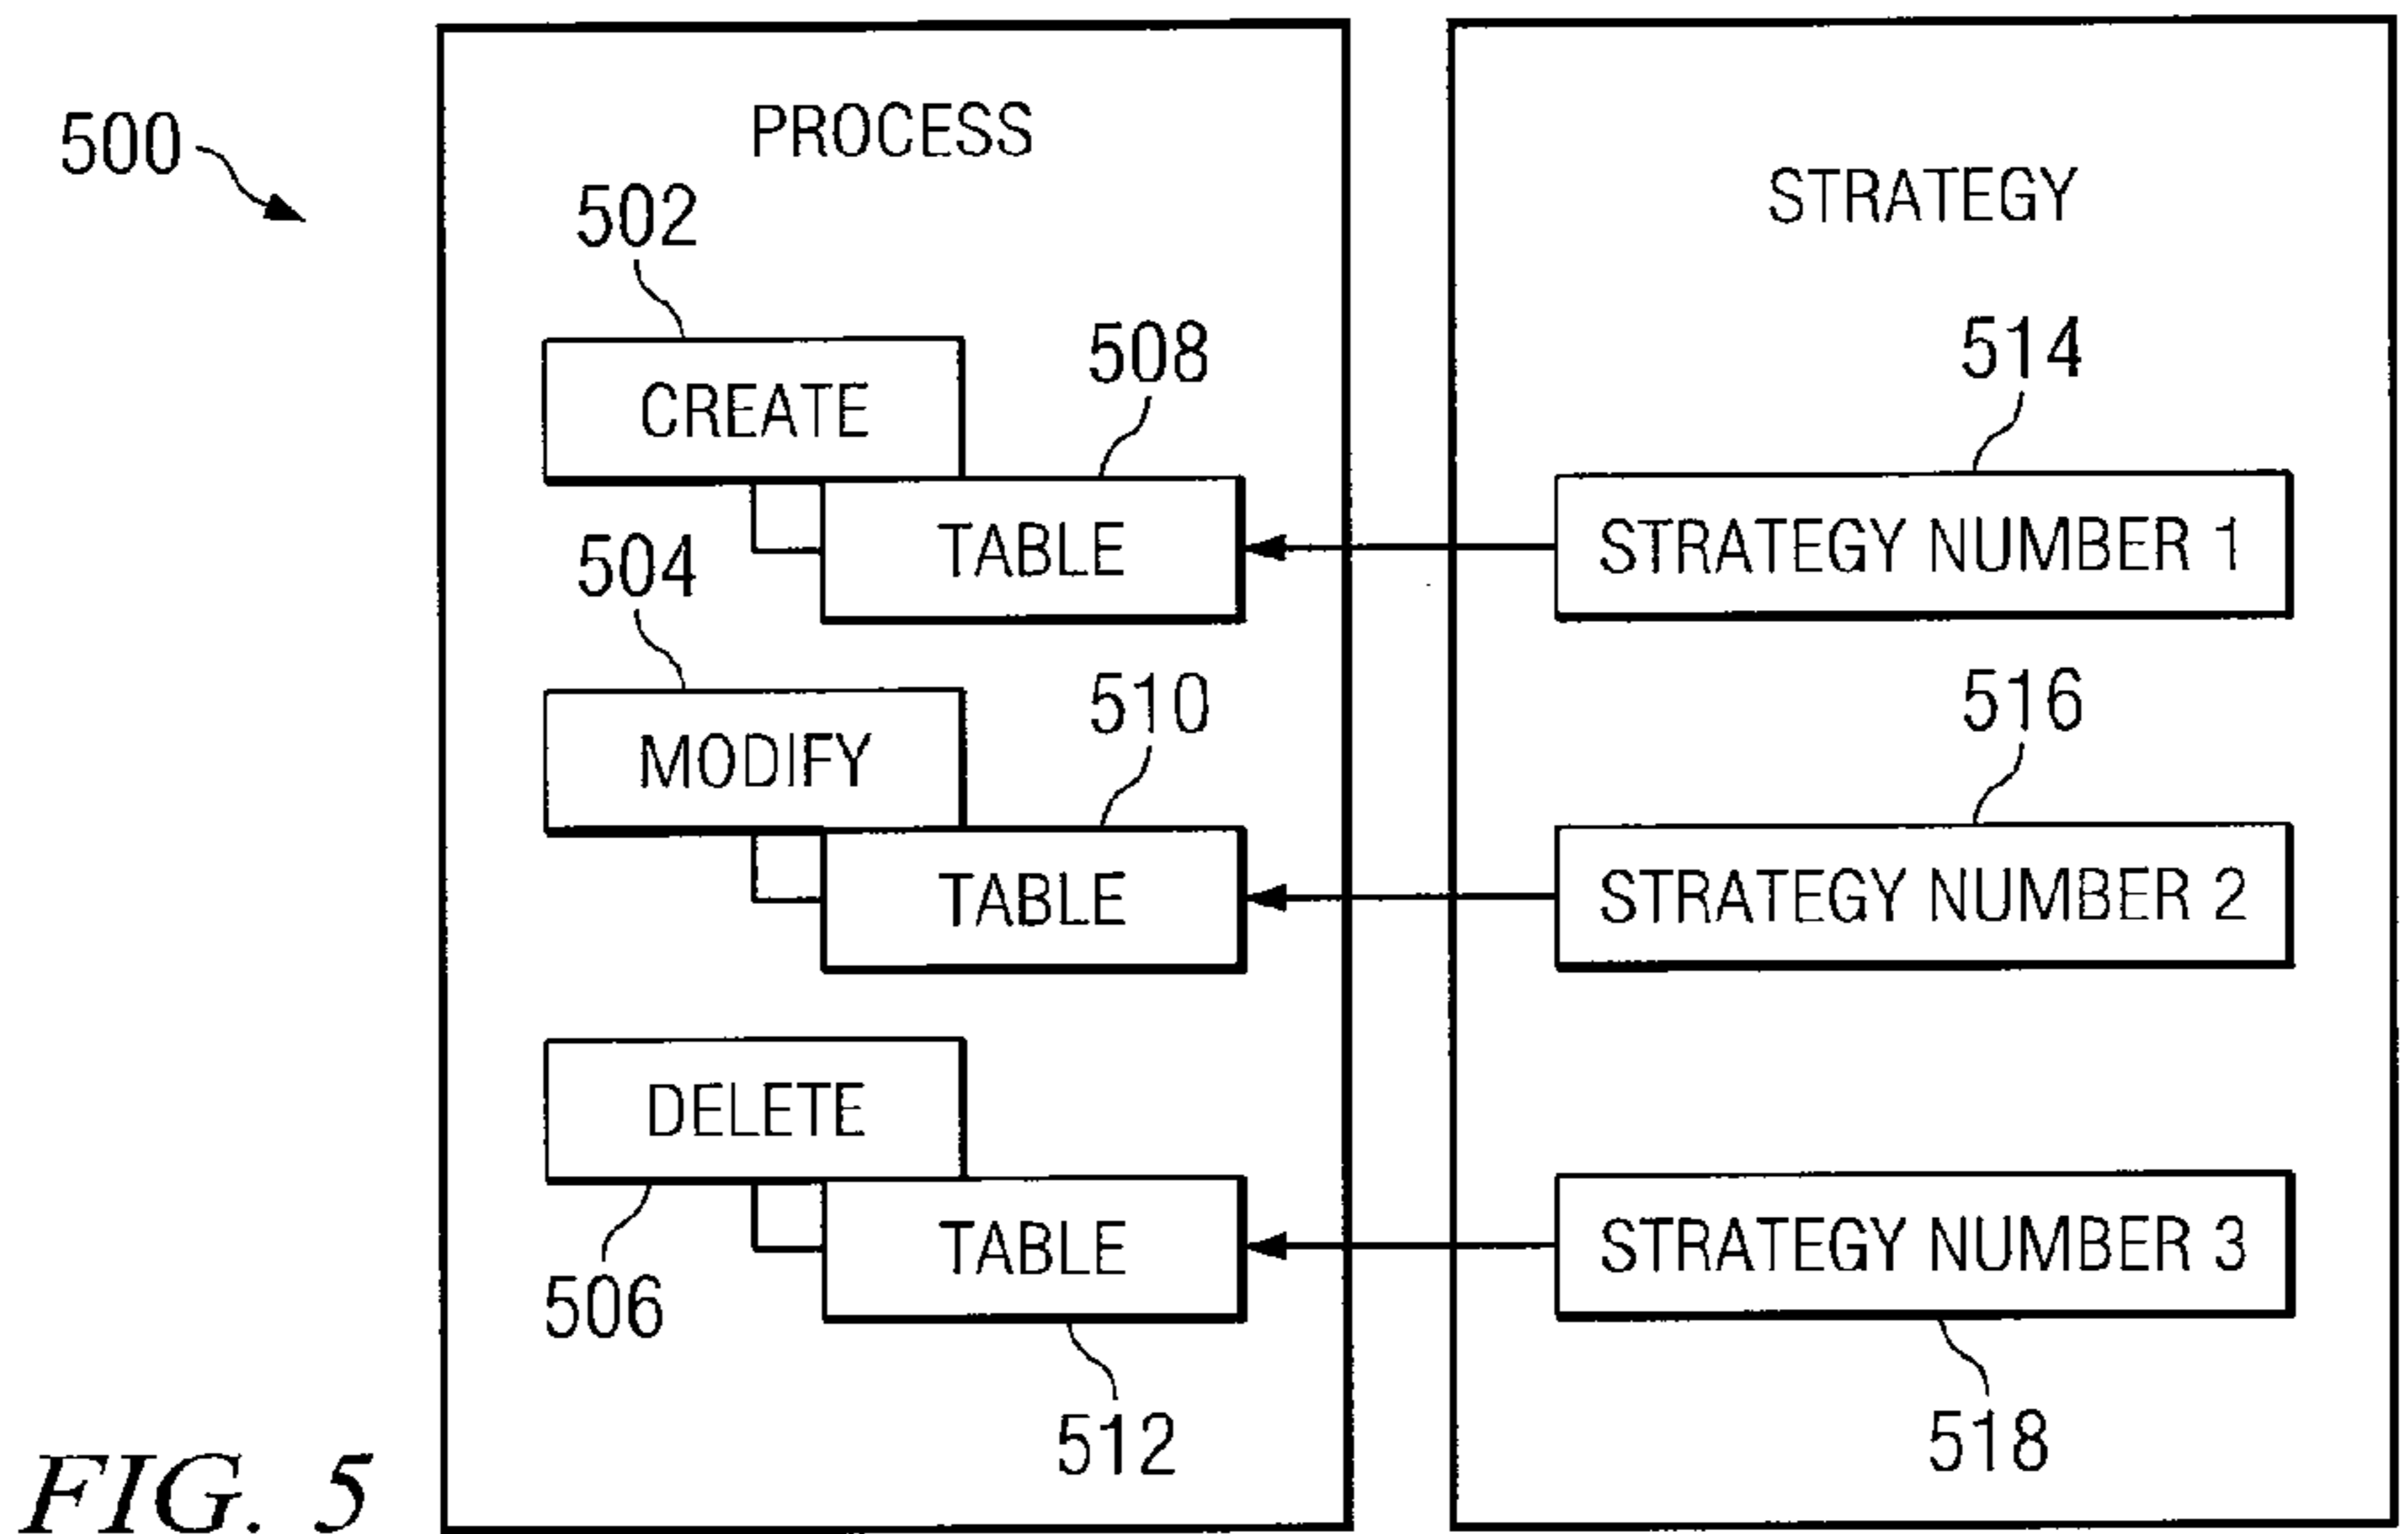 500
PROCESS
STRATEGY
502
CREATE
508
TABLE
504
MODIFY
510
TABLE
DELETE
506
TABLE
512
514
STRATEGY NUMBER 1
516
STRATEGY NUMBER 2
STRATEGY NUMBER 3
518
FIG. 5